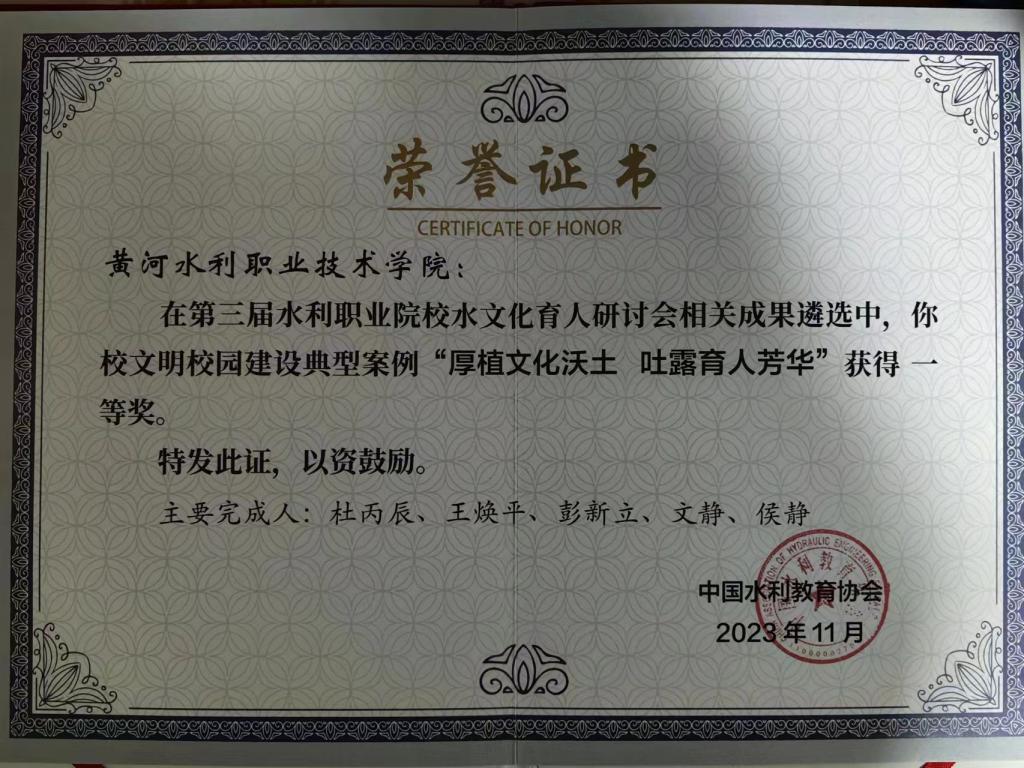 荣誉证书
CERTIFICATE OF HONOR
黄河水利职业技术学院：
在第三届水利职业院校水文化育人研讨会相关成果遴选中，你
校文明校园建设典型案例“厚植文化沃土 吐露育人芳华”获得 一
等奖。
特发此证，以资鼓励。
主要完成人：杜丙辰、王焕平、彭新立、文静、侯静
中国水利教育协会
2023 年 11 月
OF HYDRAULIC ENGINEERING